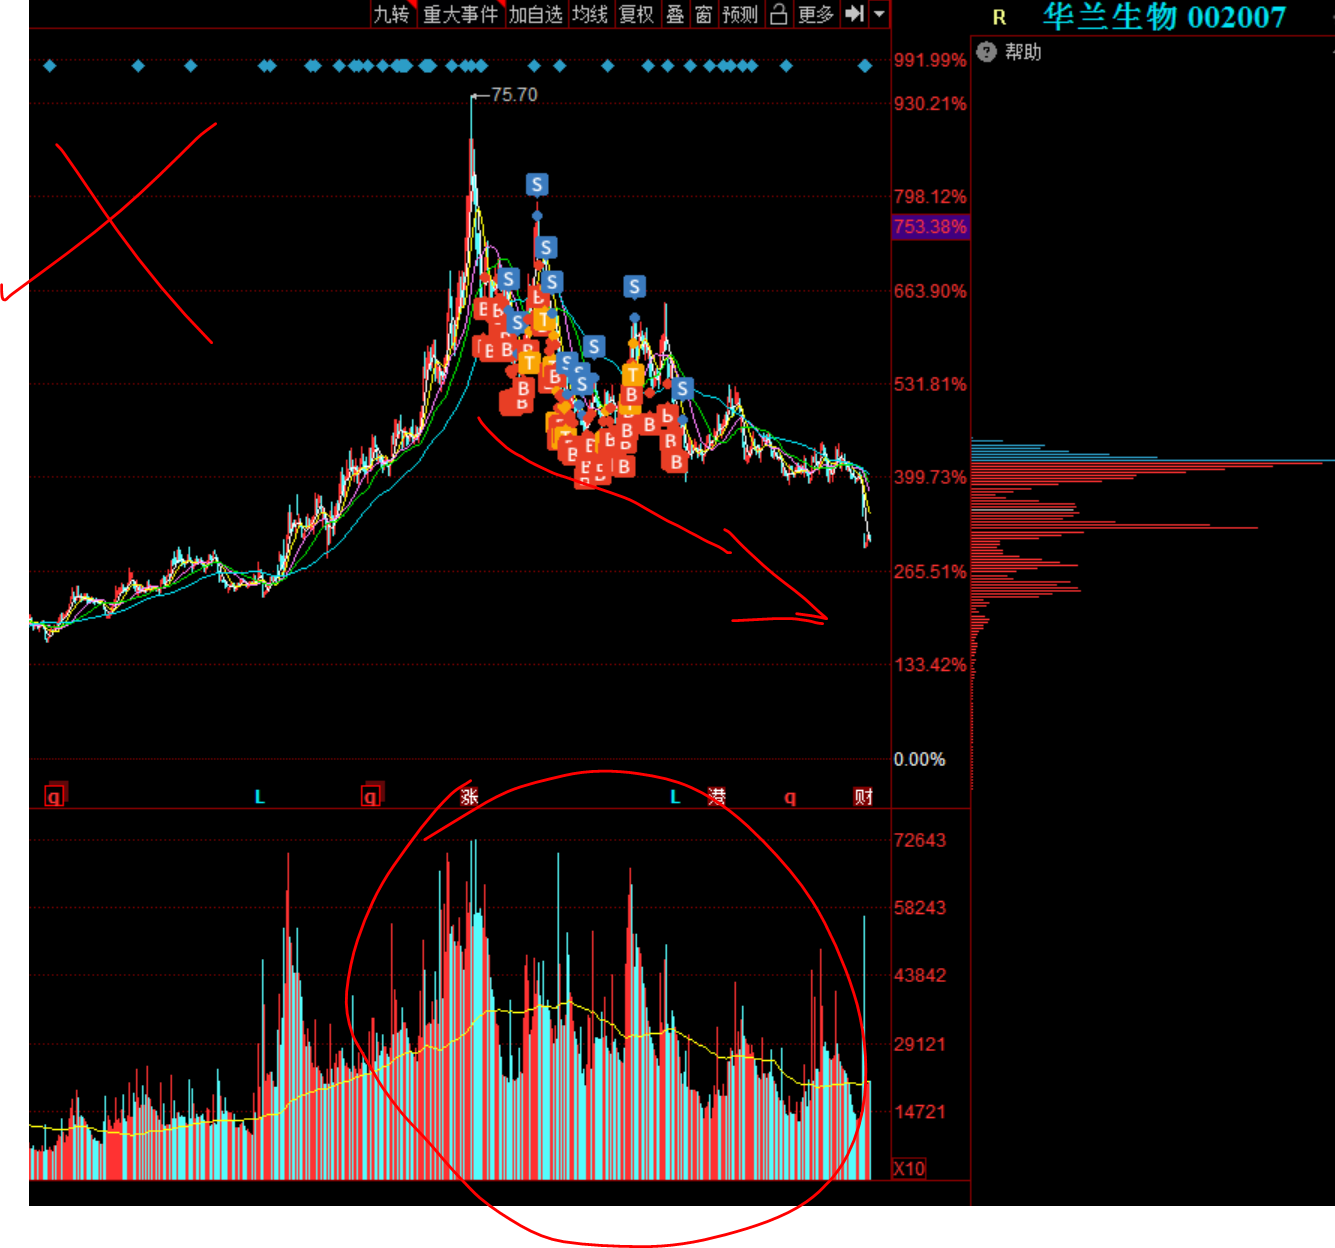 九转 重大事件 加自选 均线 复权 叠 窗 预测 更多
R 华兰生物 002007
? 帮助
991.99%
75.70
930.21%
798.12%
753.38%
663.90%
531.81%
399.73%
265.51%
133.42%
0.00%
q L q 涨 L 港 q 财
72643
58243
43842
29121
14721
X10
S
S
S S S
B B B T
S
S
B B B B T S S
B B B S T S
B B B B
T B B B B B
B B B B B B